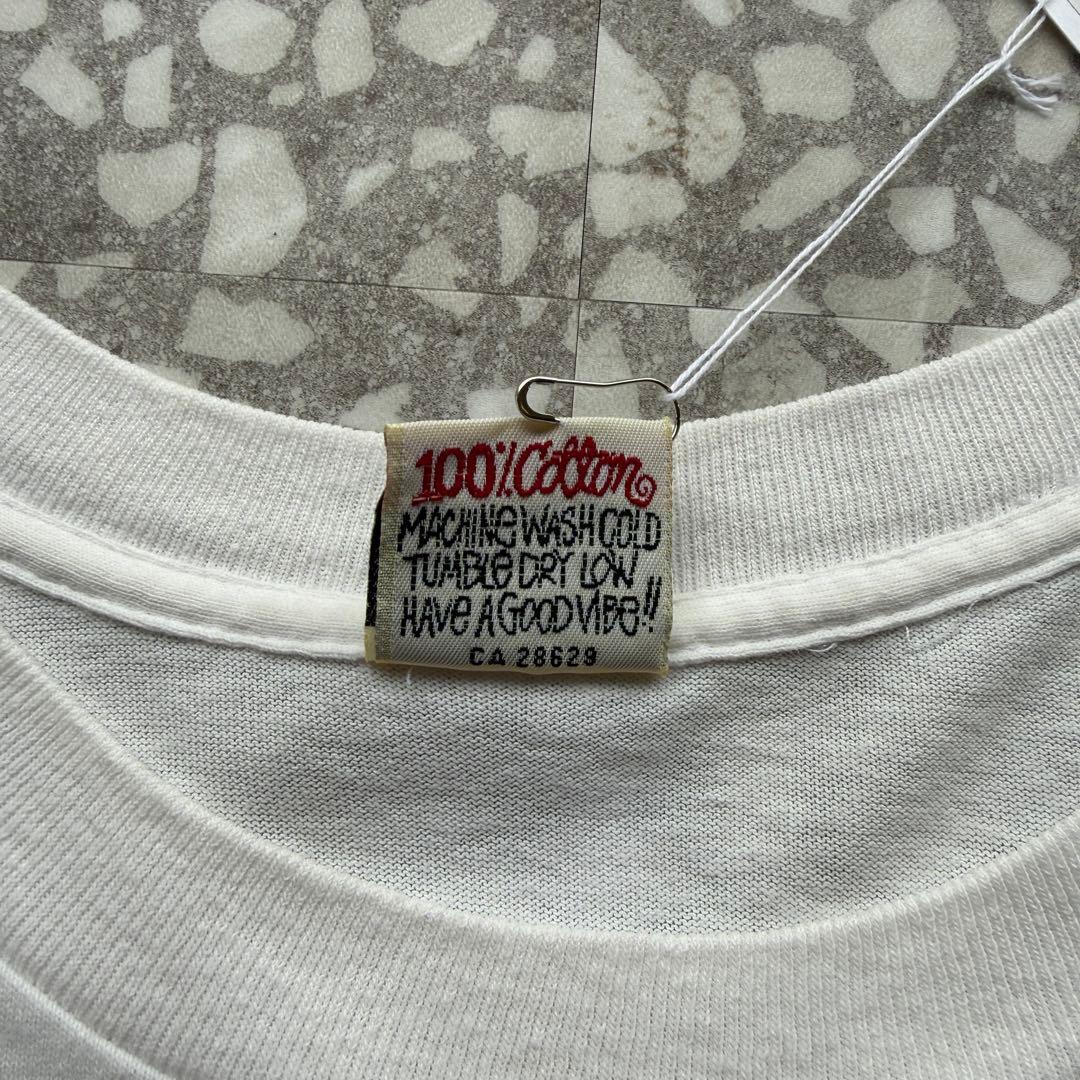 100% Cotton
MACHINE WASH COLD
TUMBLE DRY LOW
HAVE A GOOD VIBE!!
CA 28629